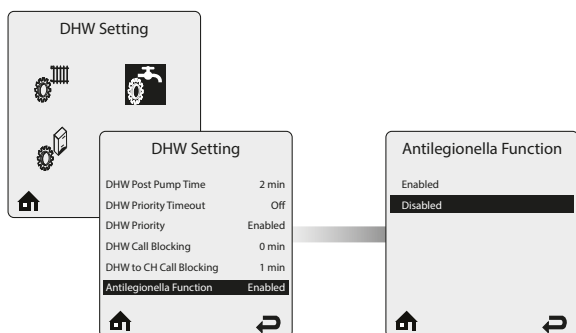 DHW Setting
DHW Setting
DHW Post Pump Time 2 min
DHW Priority Timeout Off
DHW Priority Enabled
DHW Call Blocking 0 min
DHW to CH Call Blocking 1 min
Antilegionella Function Enabled
Antilegionella Function
Enabled
Disabled